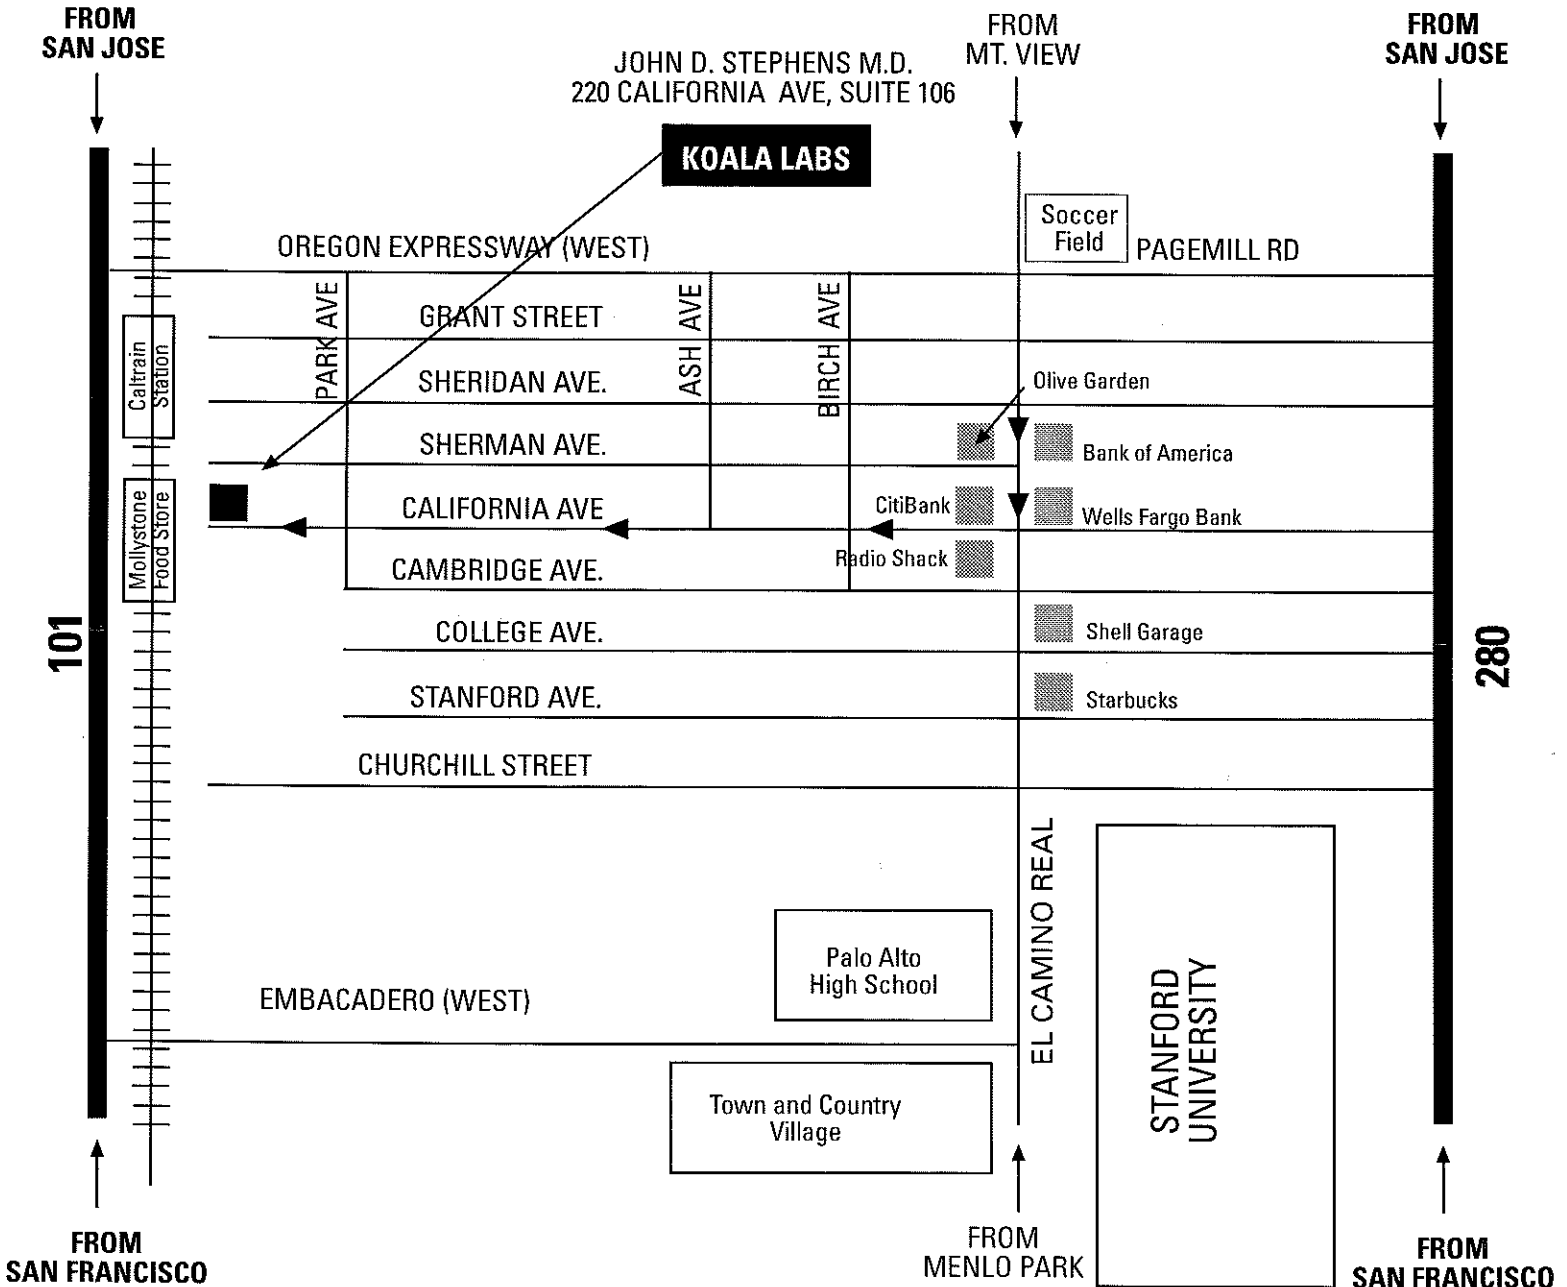 FROM
SAN JOSE
FROM
MT. VIEW
FROM
SAN JOSE
JOHN D. STEPHENS M.D.
220 CALIFORNIA AVE, SUITE 106
KOALA LABS
Soccer
Field
OREGON EXPRESSWAY (WEST)
PAGEMILL RD
PARK AVE
GRANT STREET
ASH AVE
BIRCH AVE
Caltrain
Station
SHERIDAN AVE.
Olive Garden
SHERMAN AVE.
Bank of America
Mollystone
Food Store
CALIFORNIA AVE
CitiBank
Wells Fargo Bank
Radio Shack
CAMBRIDGE AVE.
101
COLLEGE AVE.
Shell Garage
280
STANFORD AVE.
Starbucks
CHURCHILL STREET
EL CAMINO REAL
Palo Alto
High School
STANFORD
UNIVERSITY
EMBACADERO (WEST)
Town and Country
Village
FROM
SAN FRANCISCO
FROM
MENLO PARK
FROM
SAN FRANCISCO